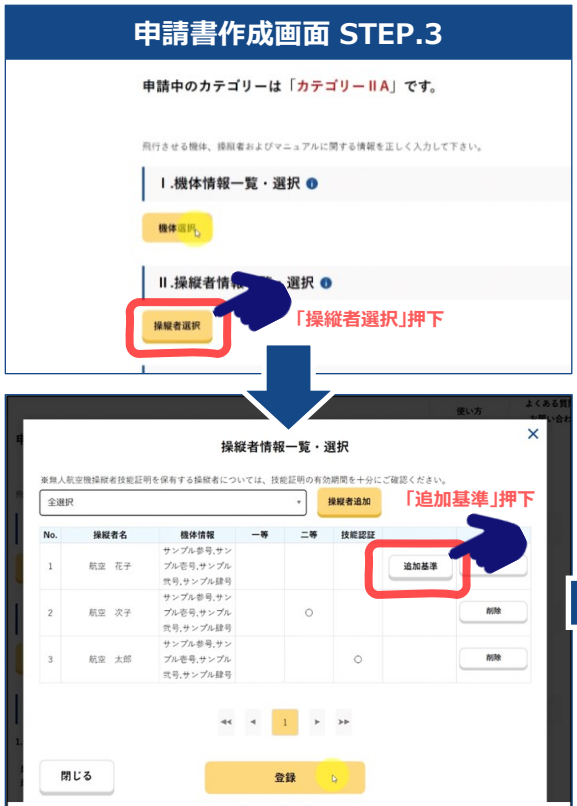 申請書作成画面 STEP.3
申請中のカテゴリーは「カテゴリーⅡA」です。
飛行させる機体、操縦者およびマニュアルに関する情報を正しく入力して下さい。
Ⅰ.機体情報一覧・選択
機体選択
Ⅱ.操縦者情報一覧・選択
操縦者選択
「操縦者選択」押下
使い方
よくある質問
操縦者情報一覧・選択
※無人航空機操縦者技能証明を保有する操縦者については、技能証明の有効期間を十分にご確認ください。
全選択
操縦者追加
「追加基準」押下
No. 操縦者名 機体情報 一等 二等 技能認証
1 航空 花子 サンプル参号,サン
プル壱号,サンプル
弐号,サンプル肆号
追加基準
2 航空 次子 サンプル参号,サン
プル壱号,サンプル
弐号,サンプル肆号
○
削除
3 航空 太郎 サンプル参号,サン
プル壱号,サンプル
弐号,サンプル肆号
○
削除
1
閉じる
登録